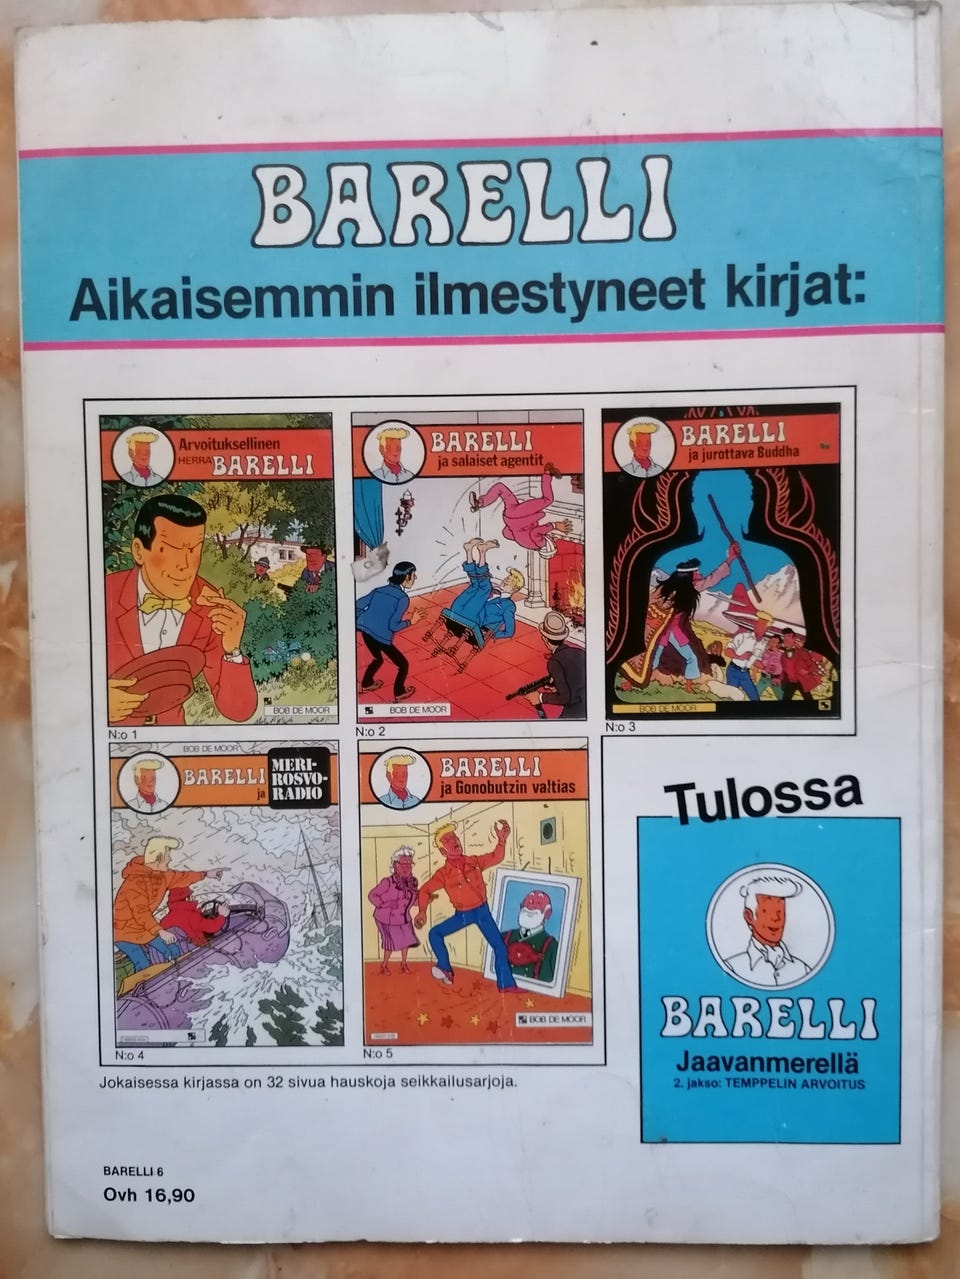 BARELLI
Aikaisemmin ilmestyneet kirjat:
Arvoituksellinen
HERRA BARELLI
BOB DE MOOR
N:o 1
BARELLI
ja salaiset agentit
BOB DE MOOR
N:o 2
BARELLI
ja jurottava Buddha
BOB DE MOOR
N:o 3
BOB DE MOOR
BARELLI
ja
MERI-
ROSVO-
RADIO
N:o 4
BARELLI
ja Gonobutzin valtias
BOB DE MOOR
N:o 5
Jokaisessa kirjassa on 32 sivua hauskoja seikkailusarjoja.
Tulossa
BARELLI
Jaavanmerellä
2. jakso: TEMPPELIN ARVOITUS
BARELLI 6
Ovh 16,90